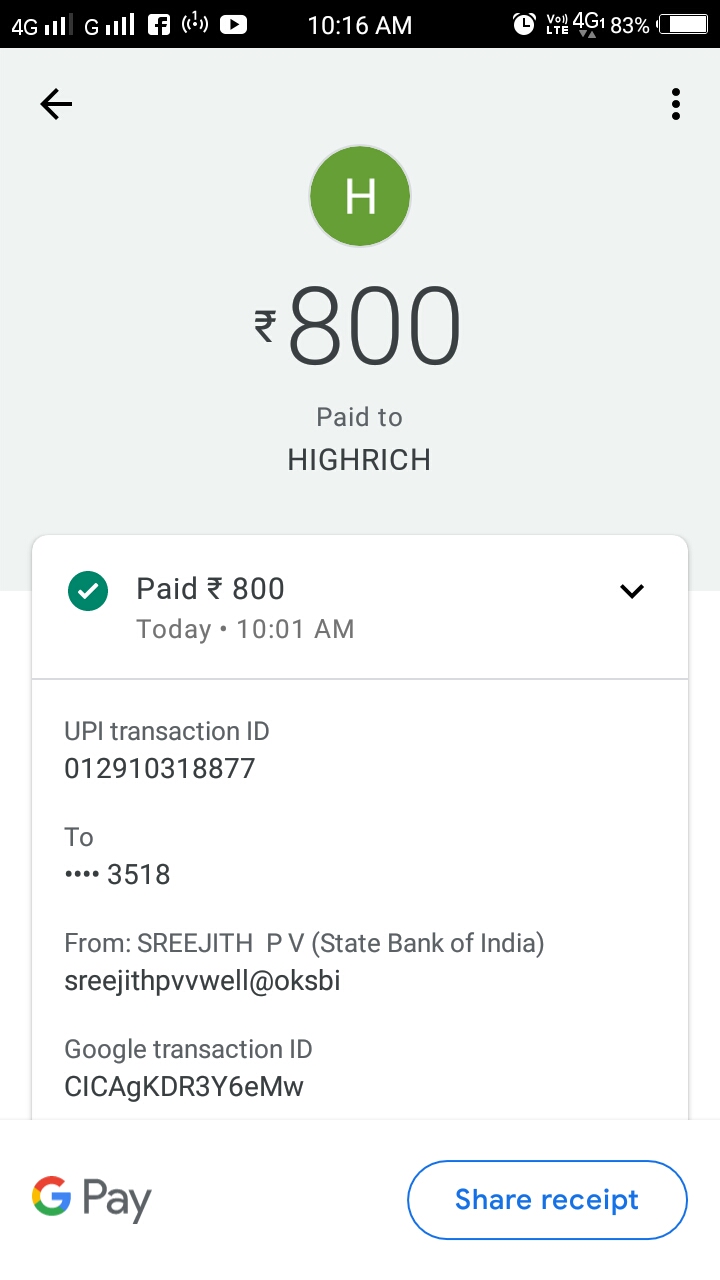 4G G 10:16 AM Vo)) LTE 4G1 83%
H
₹800
Paid to
HIGHRICH
Paid ₹ 800
Today • 10:01 AM
UPI transaction ID
012910318877
To
•••• 3518
From: SREEJITH  P V (State Bank of India)
sreejithpvvwell@oksbi
Google transaction ID
CICAgKDR3Y6eMw
G Pay
Share receipt